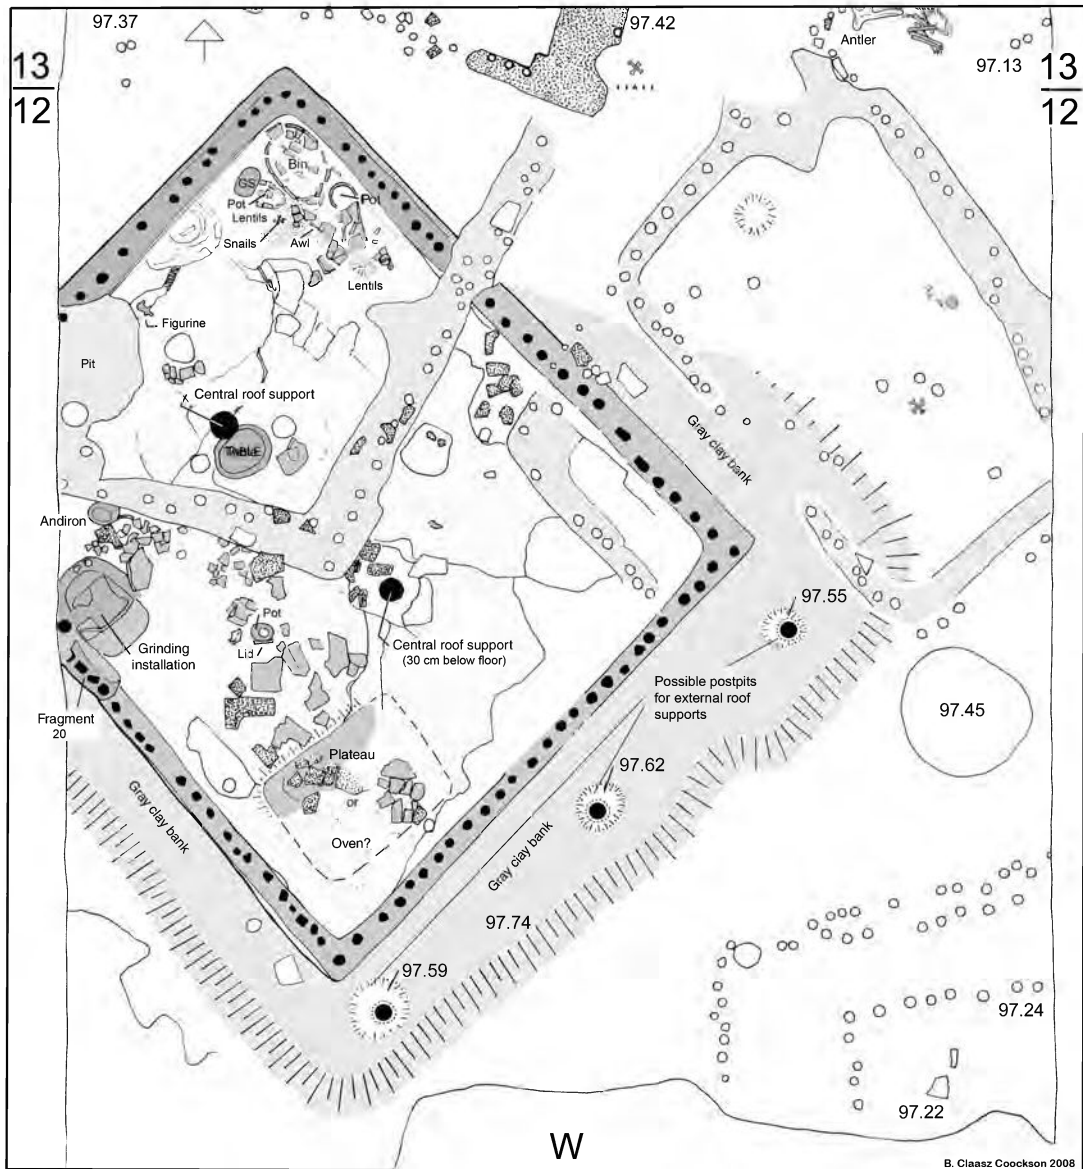 97.37
97.42
Antler
97.13
13
12
13
12
Bin
GS
Pot
Pot
Lentils
Snails
Awl
Lentils
Figurine
Pit
Central roof support
TABLE
Gray clay bank
Andiron
97.55
Pot
Grinding
installation
Lid
Central roof support
(30 cm below floor)
Possible postpits
for external roof
supports
97.45
Fragment
20
Plateau
or
Oven?
97.62
Gray clay bank
Gray clay bank
97.74
97.59
97.24
97.22
W
B. Claasz Coockson 2008